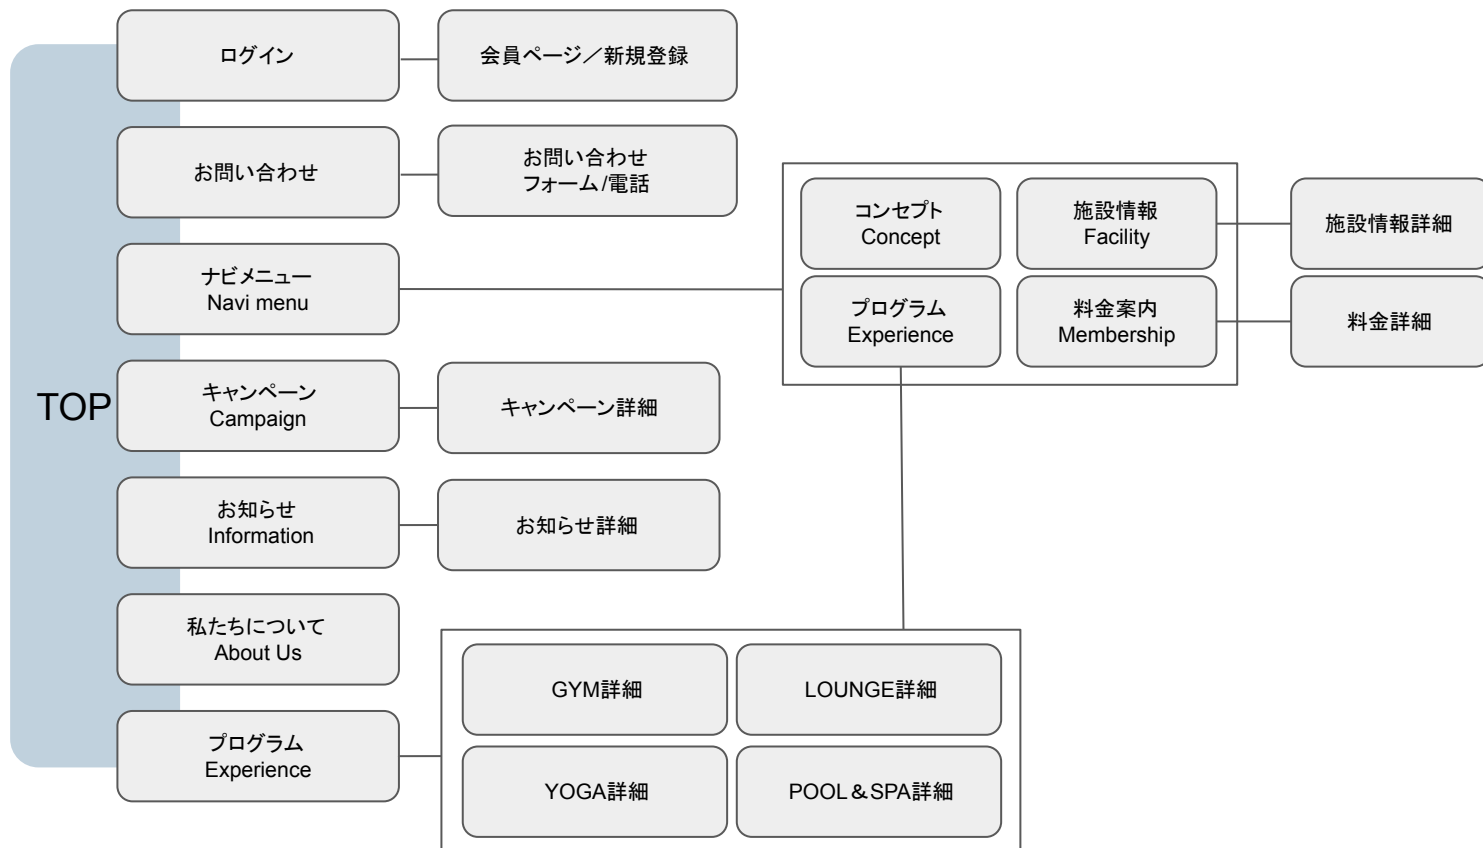 TOP
ログイン
会員ページ／新規登録
お問い合わせ
お問い合わせ
フォーム/電話
ナビメニュー
Navi menu
コンセプト
Concept
施設情報
Facility
施設情報詳細
プログラム
Experience
料金案内
Membership
料金詳細
キャンペーン
Campaign
キャンペーン詳細
お知らせ
Information
お知らせ詳細
私たちについて
About Us
プログラム
Experience
GYM詳細
LOUNGE詳細
YOGA詳細
POOL＆SPA詳細